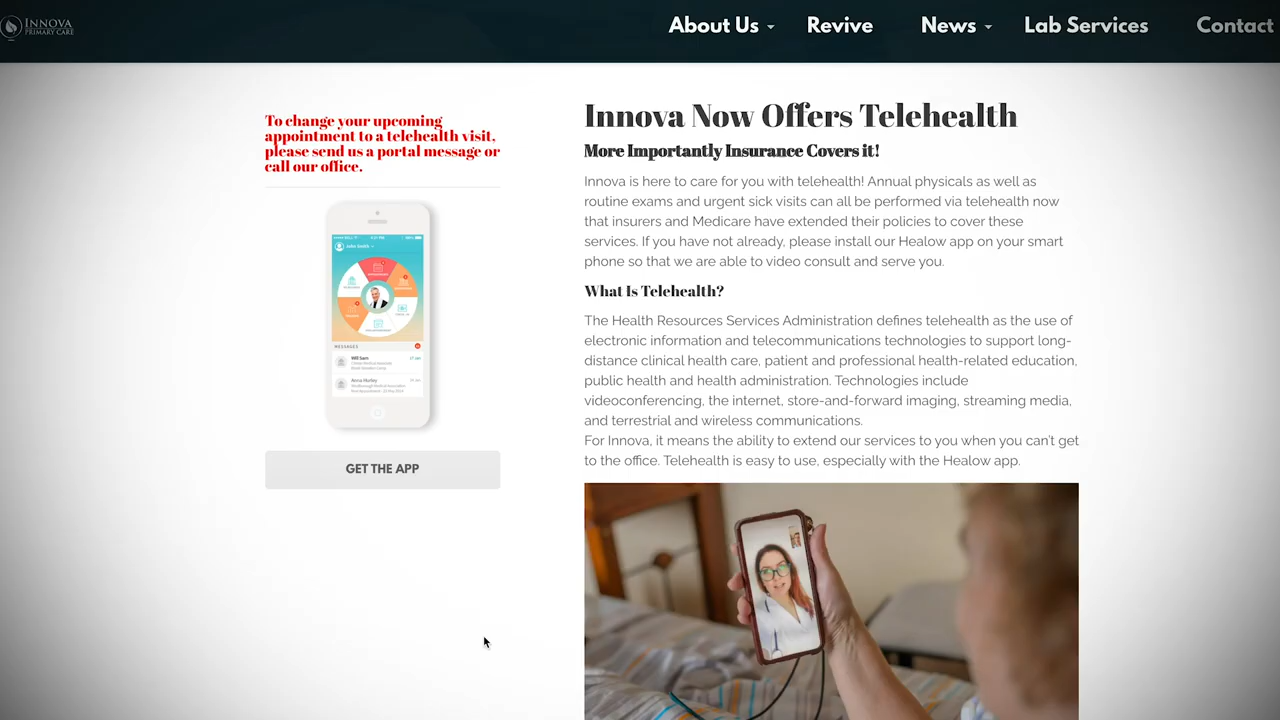 INNOVA
PRIMARY CARE
About Us
Revive
News
Lab Services
Contact
To change your upcoming
appointment to a telehealth visit,
please send us a portal message or
call our office.
John Smith
MESSAGES
Will Sam
Anna Hurley
GET THE APP
Innova Now Offers Telehealth
More Importantly Insurance Covers it!
Innova is here to care for you with telehealth! Annual physicals as well as
routine exams and urgent sick visits can all be performed via telehealth now
that insurers and Medicare have extended their policies to cover these
services. If you have not already, please install our Healow app on your smart
phone so that we are able to video consult and serve you.
What Is Telehealth?
The Health Resources Services Administration defines telehealth as the use of
electronic information and telecommunications technologies to support long-
distance clinical health care, patient and professional health-related education,
public health and health administration. Technologies include
videoconferencing, the internet, store-and-forward imaging, streaming media,
and terrestrial and wireless communications.
For Innova, it means the ability to extend our services to you when you can't get
to the office. Telehealth is easy to use, especially with the Healow app.